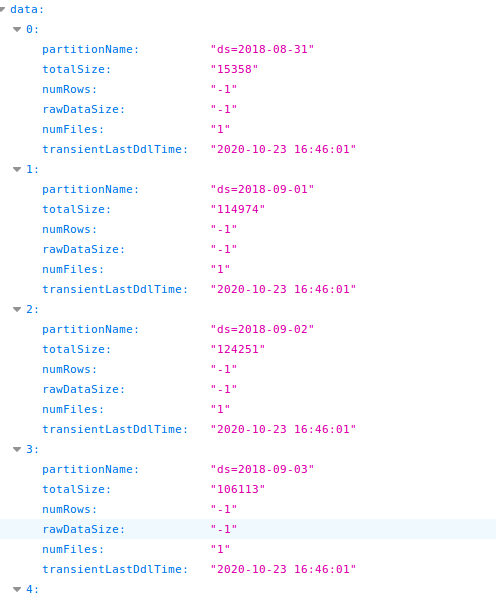 data:
0:
partitionName: "ds=2018-08-31"
totalSize: "15358"
numRows: "-1"
rawDataSize: "-1"
numFiles: "1"
transientLastDdlTime: "2020-10-23 16:46:01"
1:
partitionName: "ds=2018-09-01"
totalSize: "114974"
numRows: "-1"
rawDataSize: "-1"
numFiles: "1"
transientLastDdlTime: "2020-10-23 16:46:01"
2:
partitionName: "ds=2018-09-02"
totalSize: "124251"
numRows: "-1"
rawDataSize: "-1"
numFiles: "1"
transientLastDdlTime: "2020-10-23 16:46:01"
3:
partitionName: "ds=2018-09-03"
totalSize: "106113"
numRows: "-1"
rawDataSize: "-1"
numFiles: "1"
transientLastDdlTime: "2020-10-23 16:46:01"
4: